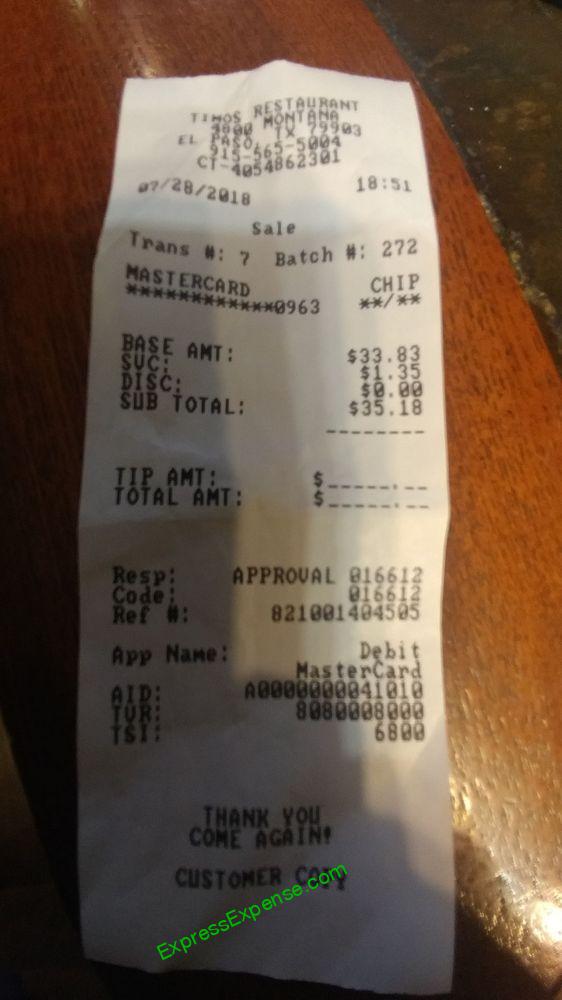 TIMOS RESTAURANT
4800 MONTANA
EL PASO, TX 79903
915-565-5004
CT-4054862301
07/28/2018 18:51
Sale
Trans #: 7 Batch #: 272
MASTERCARD CHIP
***********0963 **/**
BASE AMT: $33.83
SVC: $1.35
DISC: $0.00
SUB TOTAL: $35.18
--------
TIP AMT: $_____.__
TOTAL AMT: $_____.__
Resp: APPROVAL 016612
Code: 016612
Ref #: 821001404505
App Name: Debit
MasterCard
AID: A0000000041010
TVR: 8080008000
TSI: 6800
THANK YOU
COME AGAIN!
CUSTOMER COPY
ExpressExpense.com